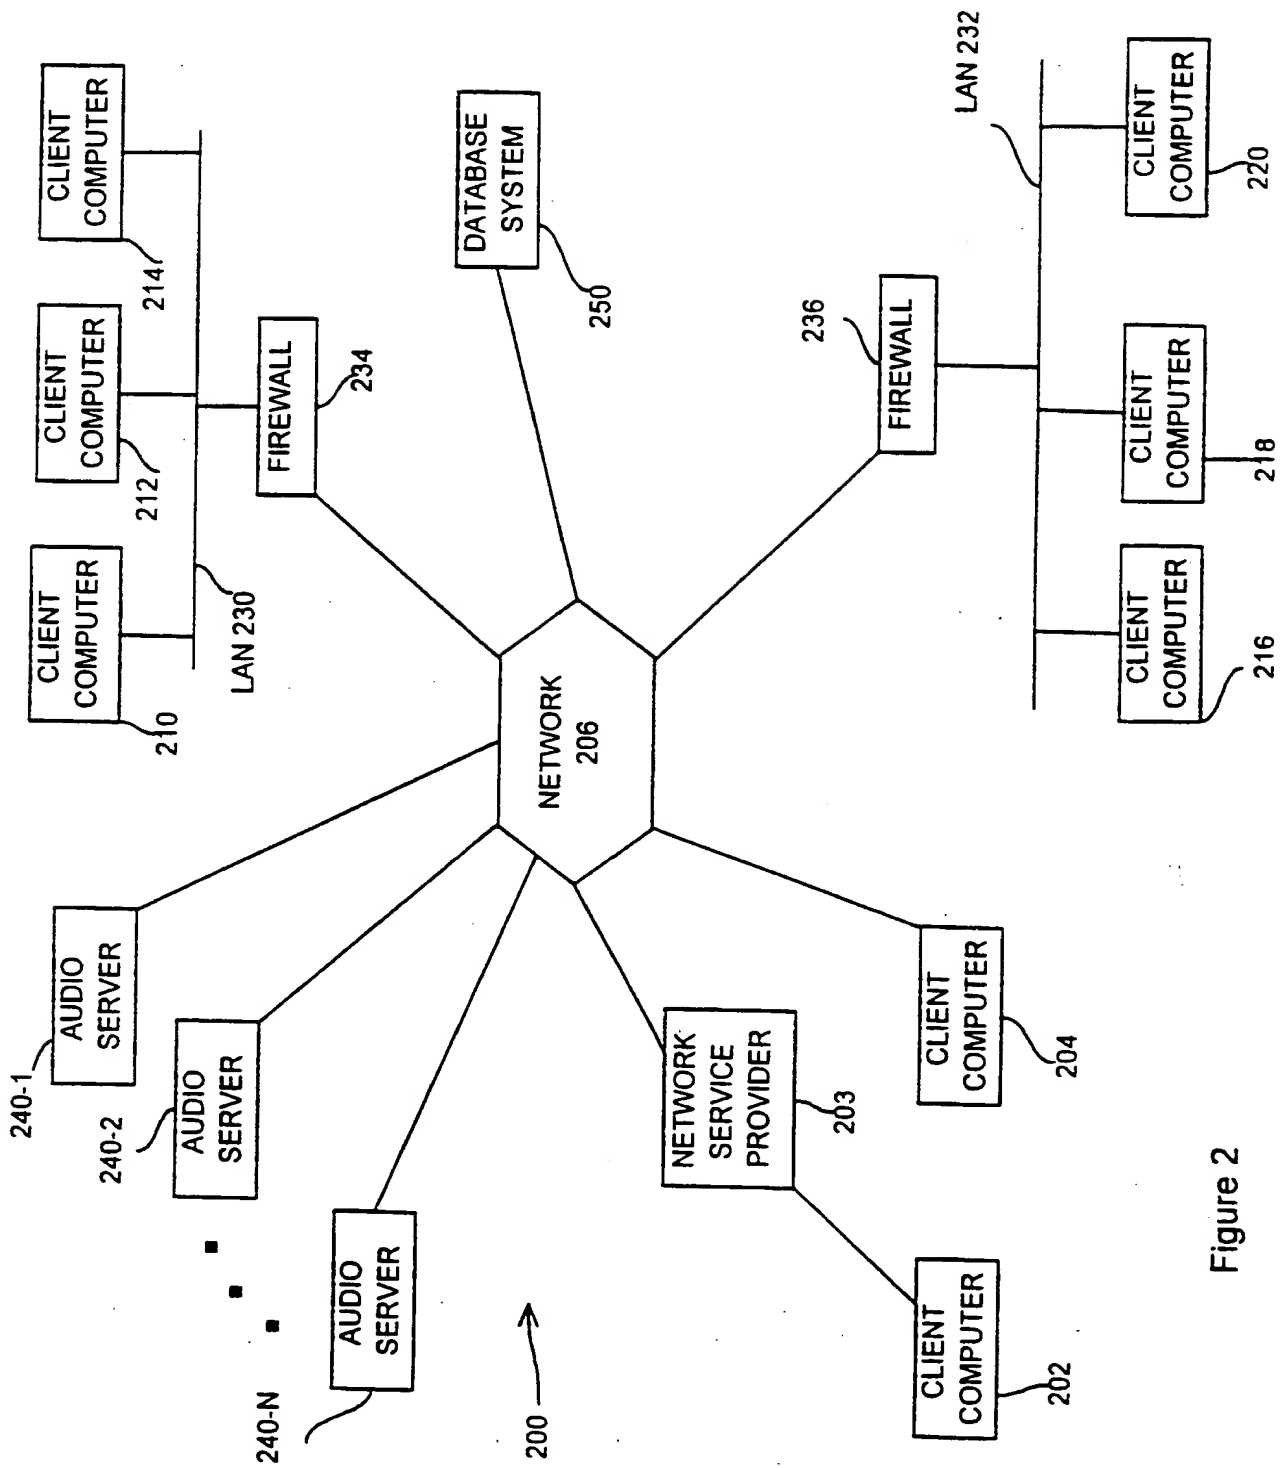 240-1
AUDIO
SERVER
240-2
AUDIO
SERVER
240-N
AUDIO
SERVER
200
CLIENT
COMPUTER
210
CLIENT
COMPUTER
212
CLIENT
COMPUTER
214
LAN 230
FIREWALL
234
DATABASE
SYSTEM
250
NETWORK
206
NETWORK
SERVICE
PROVIDER
203
CLIENT
COMPUTER
202
CLIENT
COMPUTER
204
236
FIREWALL
LAN 232
CLIENT
COMPUTER
216
CLIENT
COMPUTER
218
CLIENT
COMPUTER
220
Figure 2